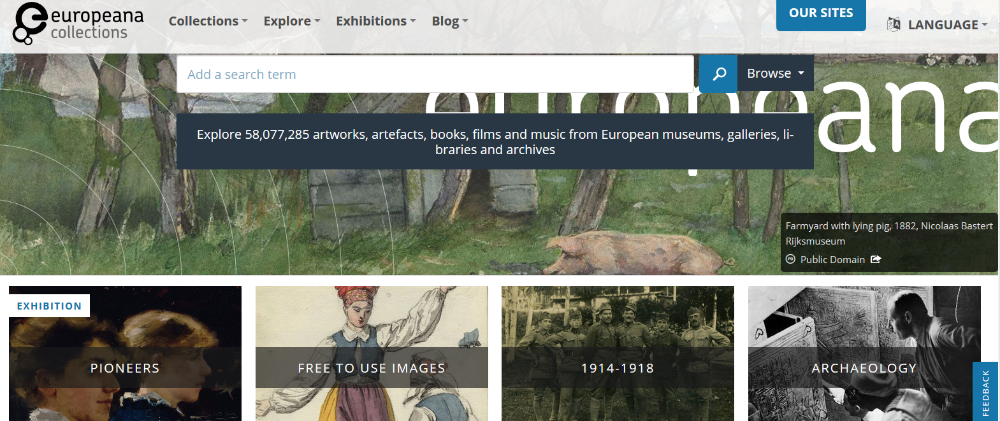 europeana
collections
Collections
Explore
Exhibitions
Blog
OUR SITES
LANGUAGE
Add a search term
Browse
europeana
Explore 58,077,285 artworks, artefacts, books, films and music from European museums, galleries, li-
braries and archives
Farmyard with lying pig, 1882, Nicolaas Bastert
Rijksmuseum
PD Public Domain
EXHIBITION
PIONEERS
FREE TO USE IMAGES
1914-1918
ARCHAEOLOGY
FEEDBACK